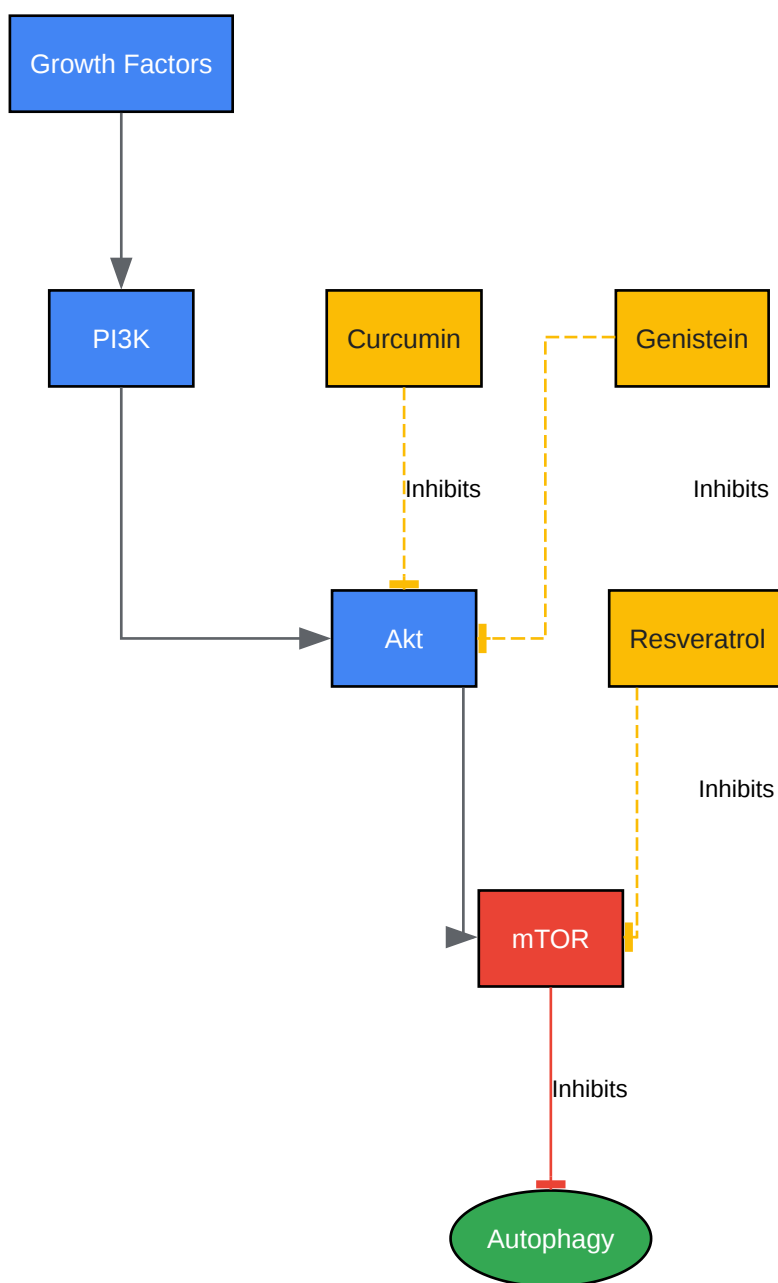 Growth Factors
PI3K
Curcumin
Genistein
Inhibits
Inhibits
Akt
Resveratrol
Inhibits
mTOR
Inhibits
Autophagy